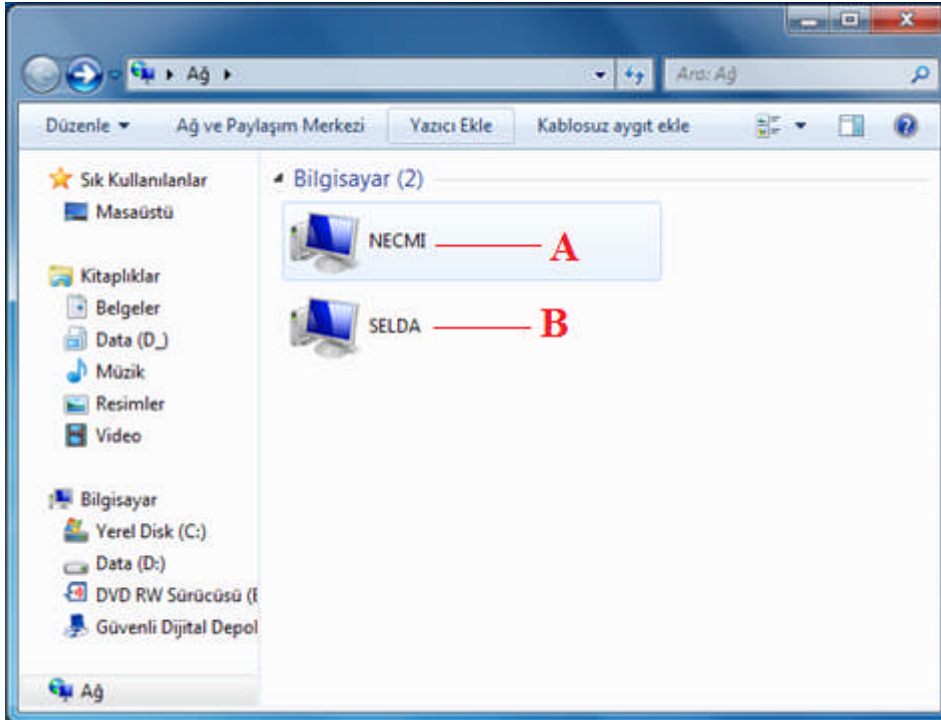 Ağ
Ara: Ağ
Düzenle
Ağ ve Paylaşım Merkezi
Yazıcı Ekle
Kablosuz aygıt ekle
Sık Kullanılanlar
Masaüstü
Kitaplıklar
Belgeler
Data (D_)
Müzik
Resimler
Video
Bilgisayar
Yerel Disk (C:)
Data (D:)
DVD RW Sürücüsü (E
Güvenli Dijital Depol
Ağ
Bilgisayar (2)
NECMI
A
SELDA
B